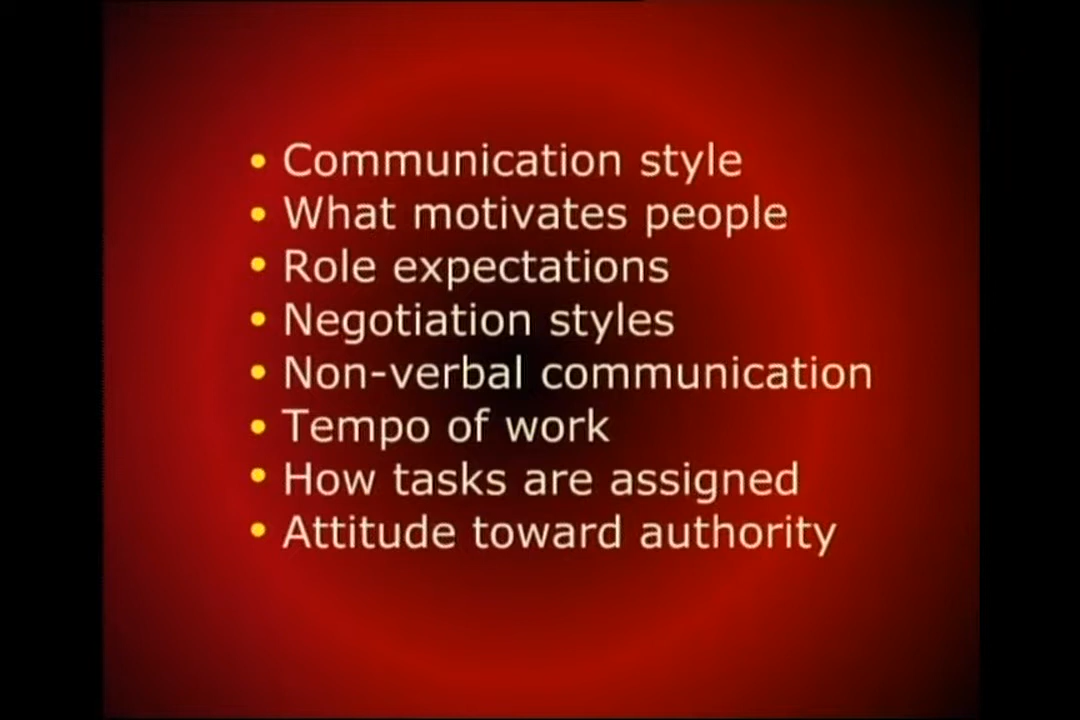 • Communication style
• What motivates people
• Role expectations
• Negotiation styles
• Non-verbal communication
• Tempo of work
• How tasks are assigned
• Attitude toward authority